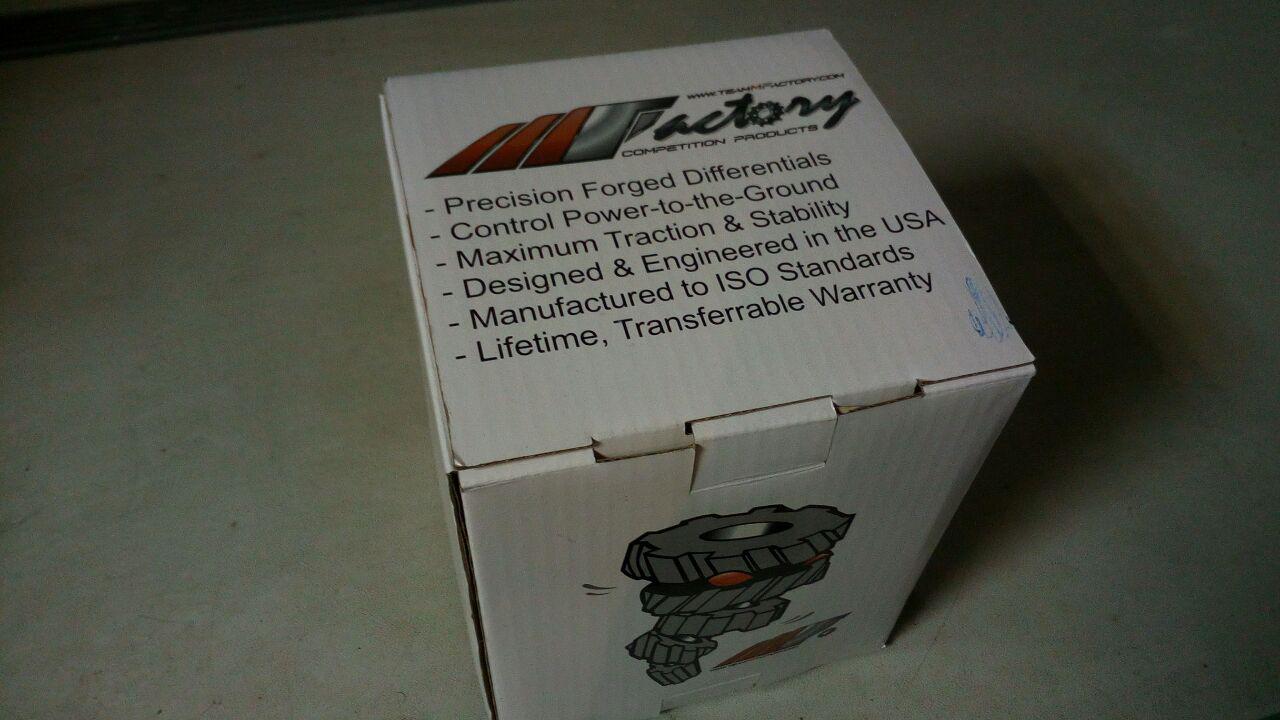 WWW.TEAMMFACTORY.COM
MFactory
COMPETITION PRODUCTS
- Precision Forged Differentials
- Control Power-to-the-Ground
- Maximum Traction & Stability
- Designed & Engineered in the USA
- Manufactured to ISO Standards
- Lifetime, Transferrable Warranty